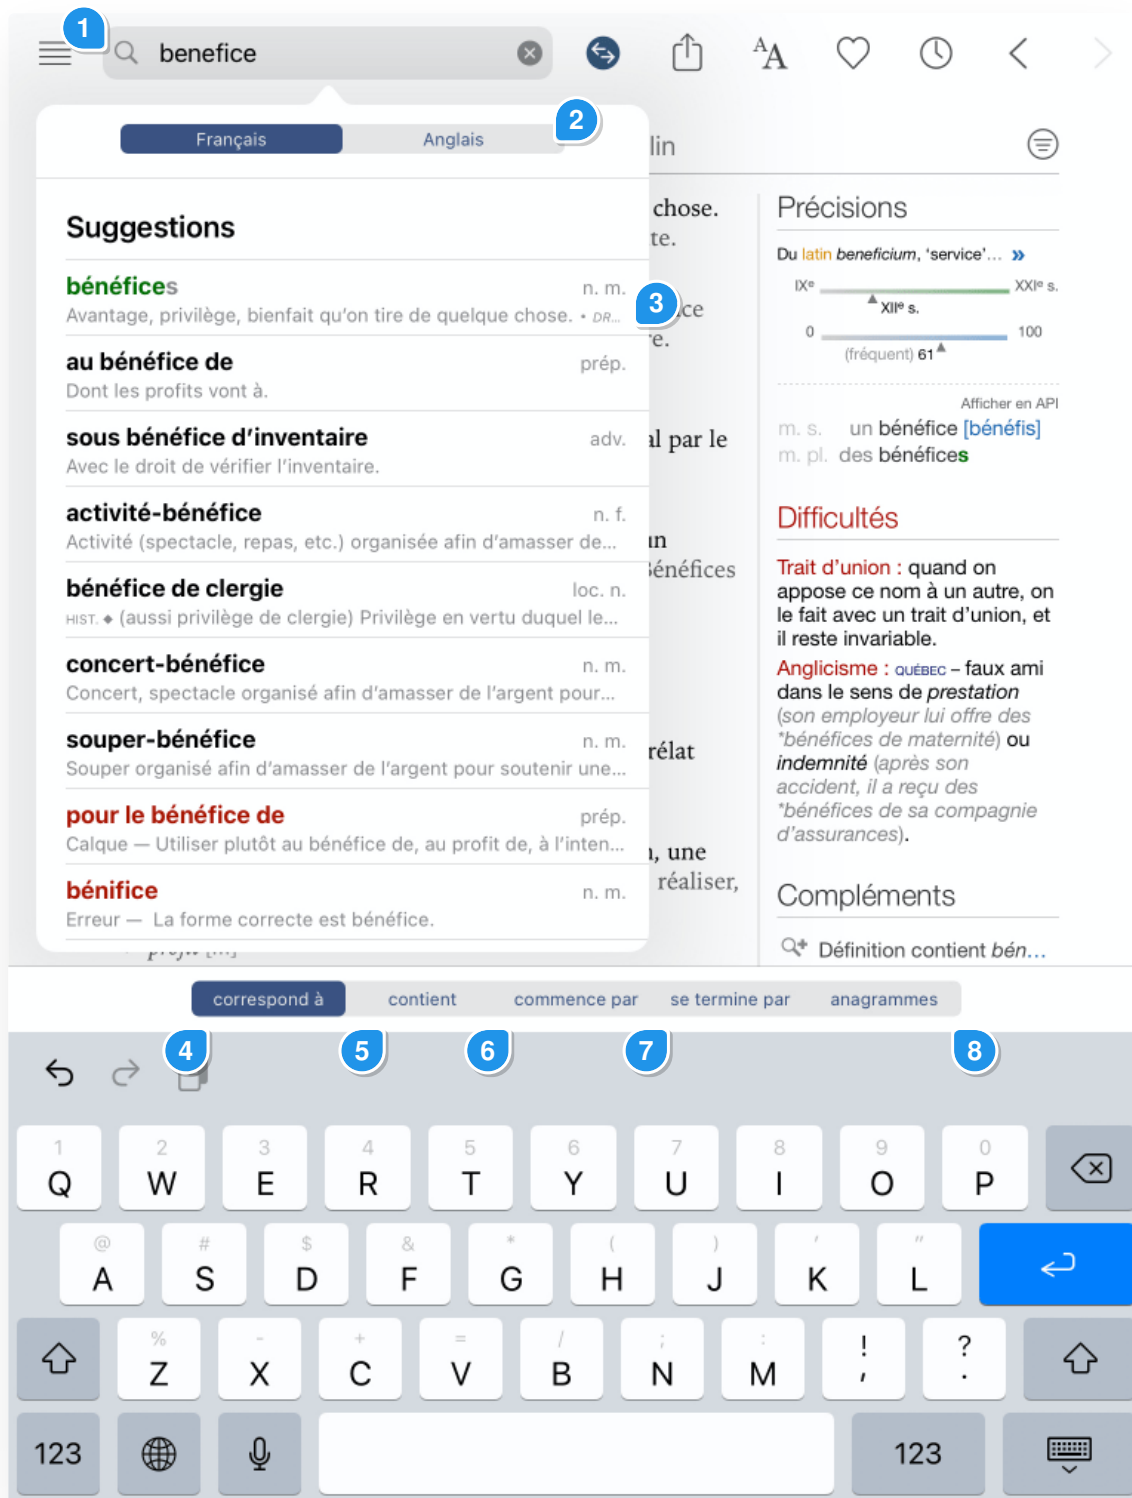 1
benefice
AA
Français Anglais
2
lin
Suggestions
bénéfices n. m.
Avantage, privilège, bienfait qu’on tire de quelque chose. • DR...
3
au bénéfice de prép.
Dont les profits vont à.
sous bénéfice d’inventaire adv.
Avec le droit de vérifier l’inventaire.
activité-bénéfice n. f.
Activité (spectacle, repas, etc.) organisée afin d’amasser de...
bénéfice de clergie loc. n.
HIST. ◆ (aussi privilège de clergie) Privilège en vertu duquel le...
concert-bénéfice n. m.
Concert, spectacle organisé afin d’amasser de l’argent pour...
souper-bénéfice n. m.
Souper organisé afin d’amasser de l’argent pour soutenir une...
pour le bénéfice de prép.
Calque — Utiliser plutôt au bénéfice de, au profit de, à l’inten...
bénifice n. m.
Erreur — La forme correcte est bénéfice.
chose.
te.
ce
re.
al par le
un
Bénéfices
rélat
n, une
réaliser,
Précisions
Du latin beneficium, ‘service’... »
IXe XXIe s.
XIIe s.
0 100
(fréquent) 61
Afficher en API
m. s. un bénéfice [bénéfis]
m. pl. des bénéfices
Difficultés
Trait d’union : quand on
appose ce nom à un autre, on
le fait avec un trait d’union, et
il reste invariable.
Anglicisme : QUÉBEC – faux ami
dans le sens de prestation
(son employeur lui offre des
*bénéfices de maternité) ou
indemnité (après son
accident, il a reçu des
*bénéfices de sa compagnie
d’assurances).
Compléments
Définition contient bén...
correspond à contient commence par se termine par anagrammes
4 5 6 7 8
1 2 3 4 5 6 7 8 9 0
Q W E R T Y U I O P
@ # $ & * ( ) ' "
A S D F G H J K L
% - + = / ; : ! ?
Z X C V B N M , .
123 123